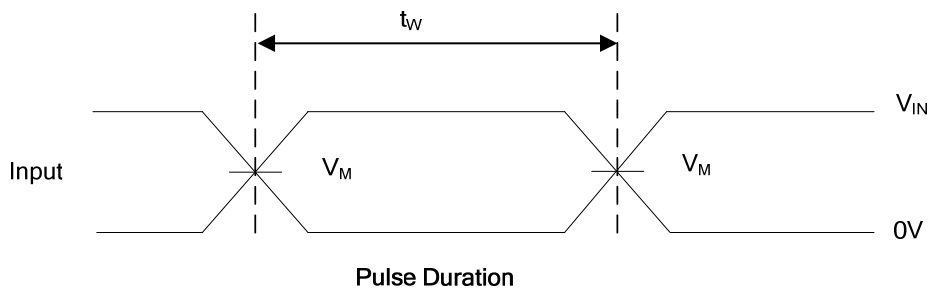 tW
VIN
Input
VM
VM
0V
Pulse Duration